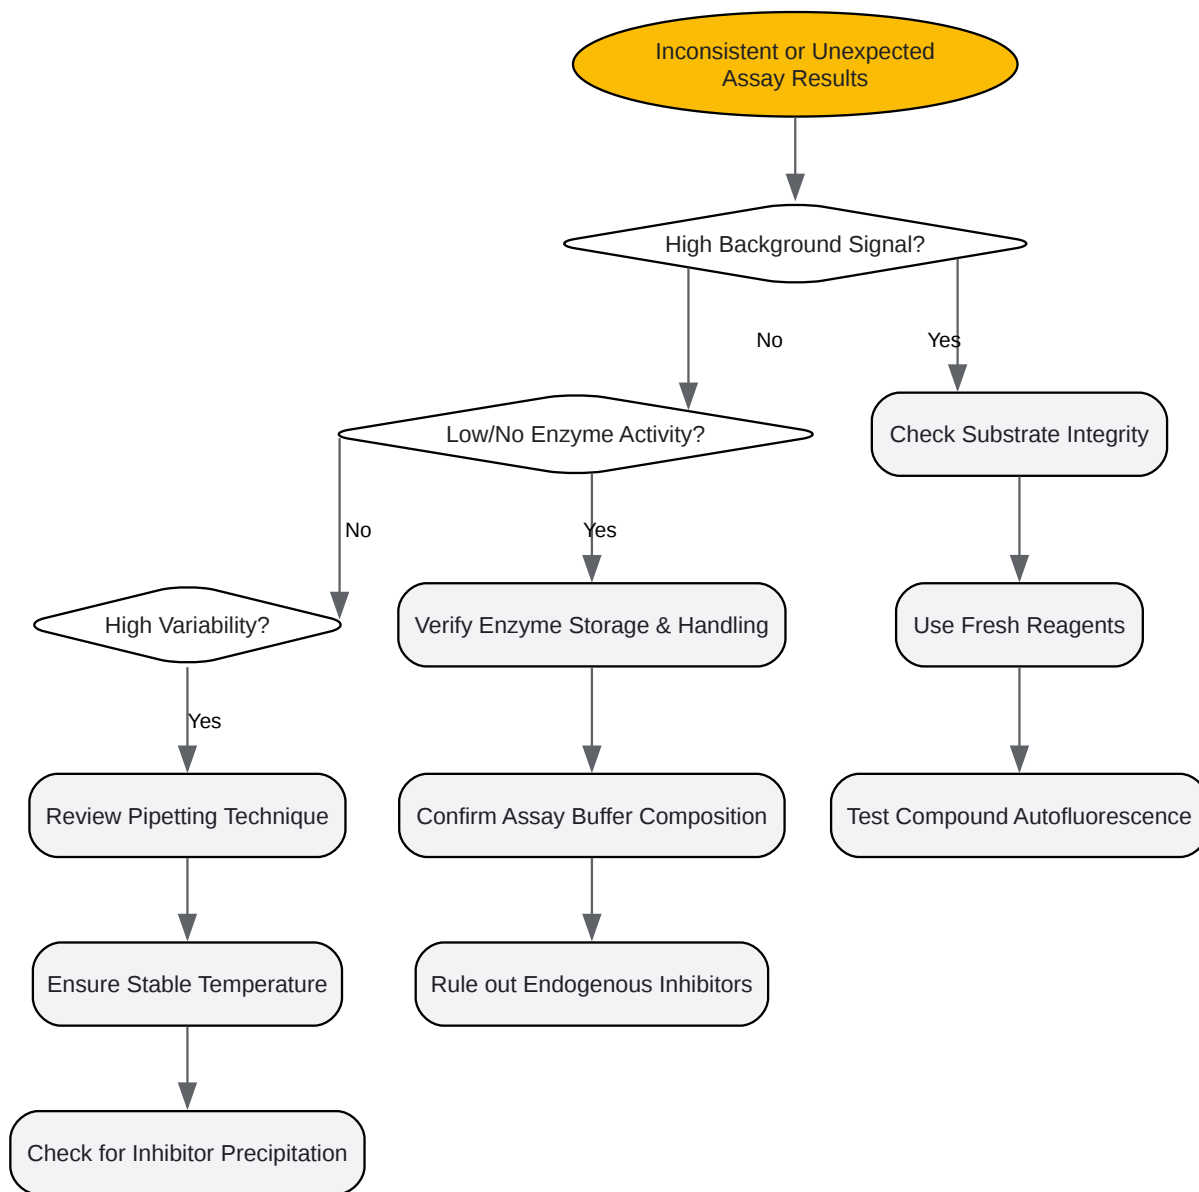 Inconsistent or Unexpected
Assay Results
High Background Signal?
No
Yes
Low/No Enzyme Activity?
Check Substrate Integrity
No
Yes
High Variability?
Verify Enzyme Storage & Handling
Use Fresh Reagents
Yes
Review Pipetting Technique
Confirm Assay Buffer Composition
Test Compound Autofluorescence
Ensure Stable Temperature
Rule out Endogenous Inhibitors
Check for Inhibitor Precipitation